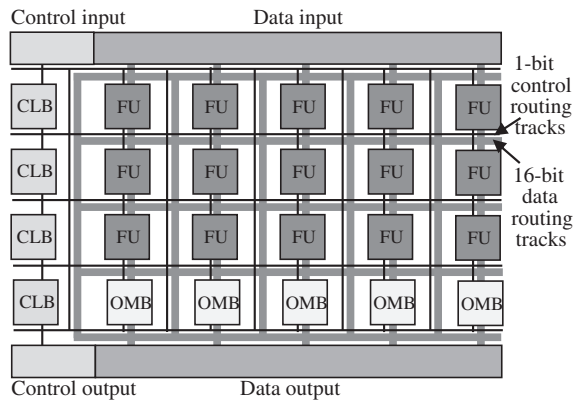 Control input Data input
CLB FU FU FU FU FU
1-bit
control
routing
tracks
CLB FU FU FU FU FU
16-bit
data
routing
tracks
CLB FU FU FU FU FU
CLB OMB OMB OMB OMB OMB
Control output Data output